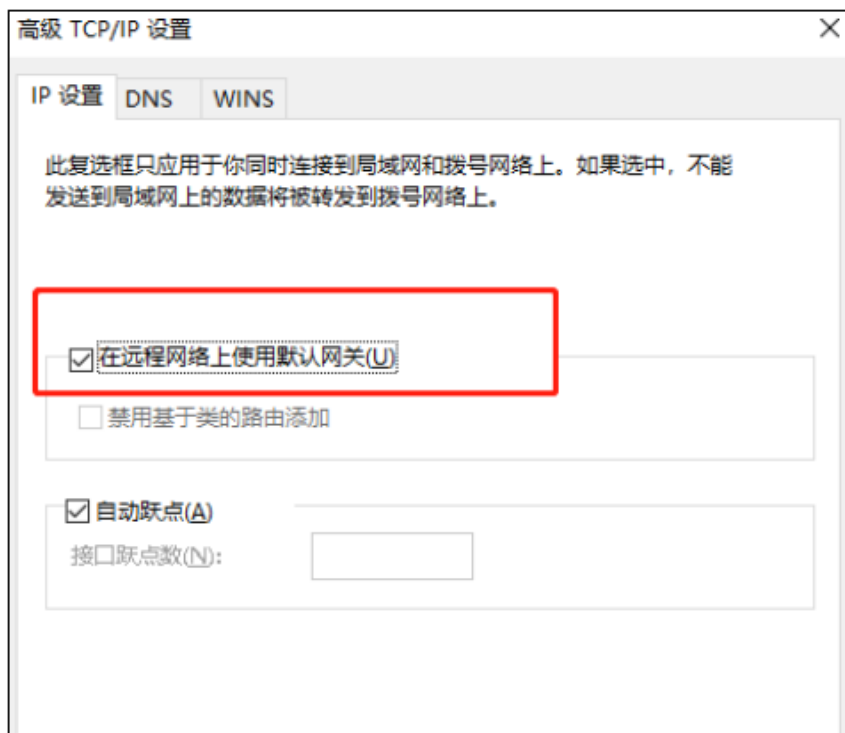 高级 TCP/IP 设置
IP 设置 DNS WINS
此复选框只应用于你同时连接到局域网和拨号网络上。如果选中，不能
发送到局域网上的数据将被转发到拨号网络上。
在远程网络上使用默认网关(U)
禁用基于类的路由添加
自动跃点(A)
接口跃点数(N):